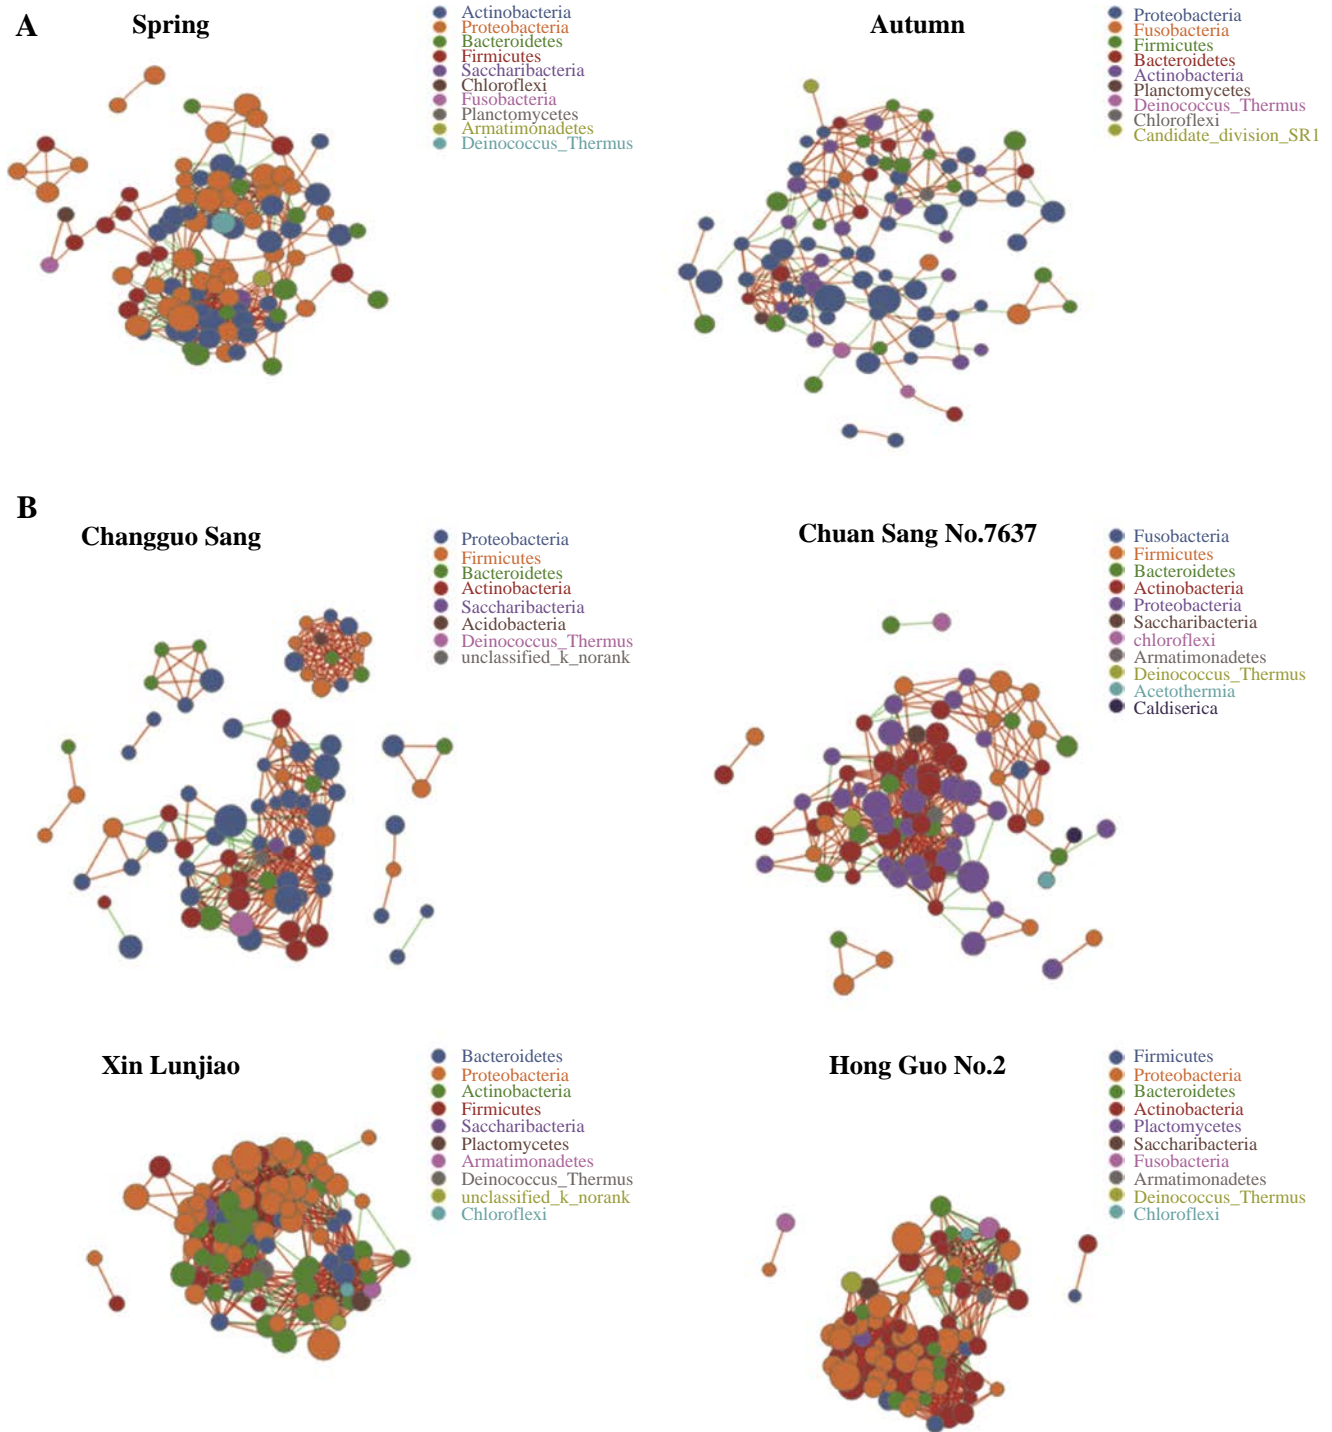 A
Spring
Actinobacteria
Proteobacteria
Bacteroidetes
Firmicutes
Saccharibacteria
Chloroflexi
Fusobacteria
Planctomycetes
Armatimonadetes
Deinococcus_Thermus
Autumn
Proteobacteria
Fusobacteria
Firmicutes
Bacteroidetes
Actinobacteria
Planctomycetes
Deinococcus_Thermus
Chloroflexi
Candidate_division_SR1
B
Changguo Sang
Proteobacteria
Firmicutes
Bacteroidetes
Actinobacteria
Saccharibacteria
Acidobacteria
Deinococcus_Thermus
unclassified_k_norank
Chuan Sang No.7637
Fusobacteria
Firmicutes
Bacteroidetes
Actinobacteria
Proteobacteria
Saccharibacteria
chloroflexi
Armatimonadetes
Deinococcus_Thermus
Acetothermia
Caldiserica
Xin Lunjiao
Bacteroidetes
Proteobacteria
Actinobacteria
Firmicutes
Saccharibacteria
Plactomycetes
Armatimonadetes
Deinococcus_Thermus
unclassified_k_norank
Chloroflexi
Hong Guo No.2
Firmicutes
Proteobacteria
Bacteroidetes
Actinobacteria
Plactomycetes
Saccharibacteria
Fusobacteria
Armatimonadetes
Deinococcus_Thermus
Chloroflexi